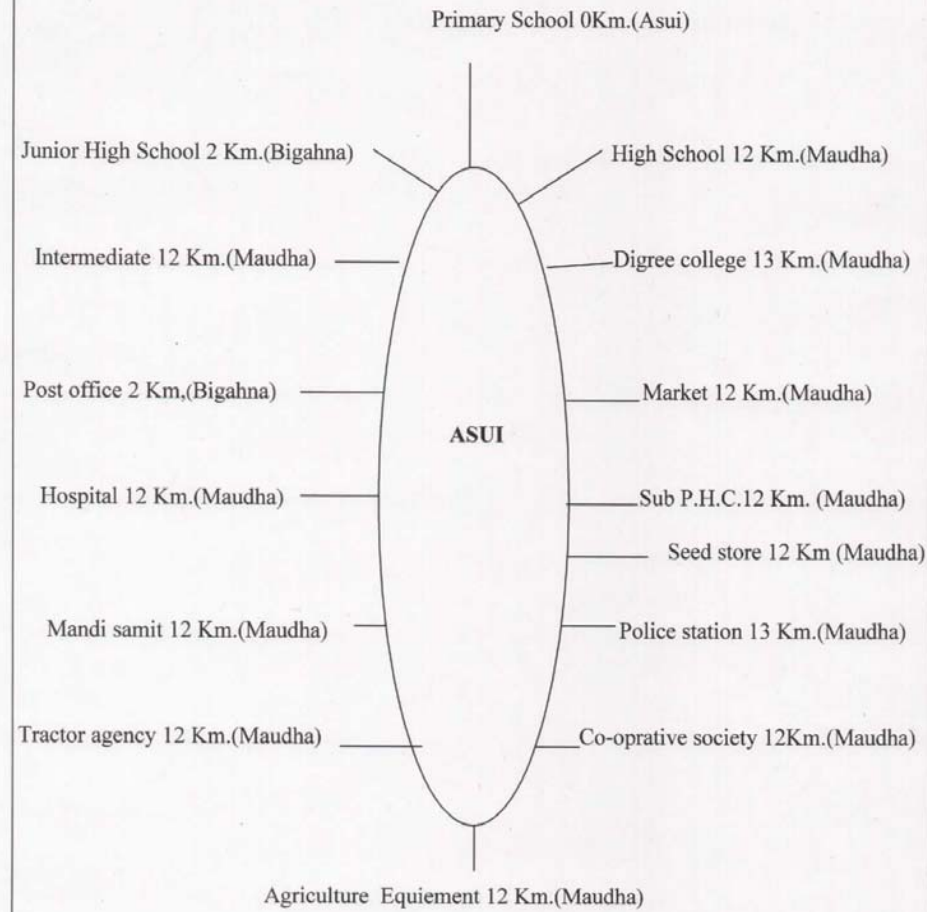 Primary School 0Km.(Asui)
Junior High School 2 Km.(Bigahna)
High School 12 Km.(Maudha)
Intermediate 12 Km.(Maudha)
Digree college 13 Km.(Maudha)
Post office 2 Km,(Bigahna)
Market 12 Km.(Maudha)
ASUI
Hospital 12 Km.(Maudha)
Sub P.H.C.12 Km. (Maudha)
Seed store 12 Km (Maudha)
Mandi samit 12 Km.(Maudha)
Police station 13 Km.(Maudha)
Tractor agency 12 Km.(Maudha)
Co-oprative society 12Km.(Maudha)
Agriculture Equiement 12 Km.(Maudha)